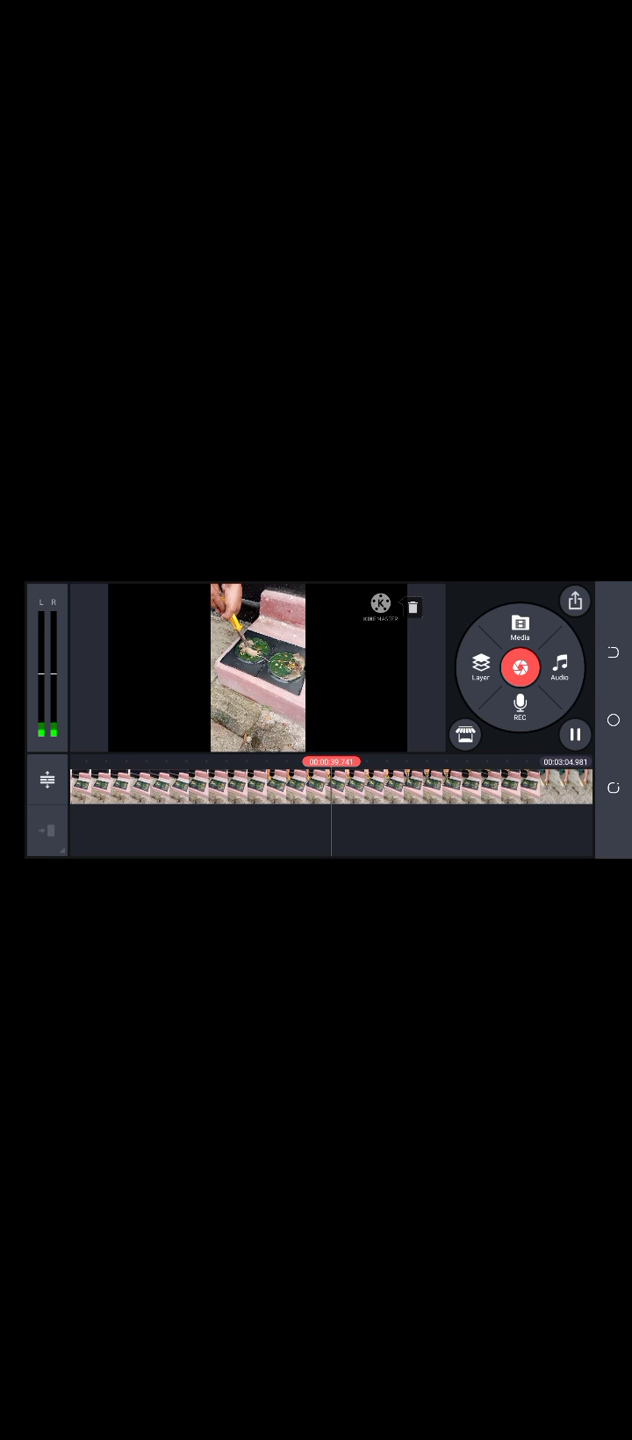 L R
KINEMASTER
Media
Layer
Audio
REC
00:00:39.741
00:03:04.981